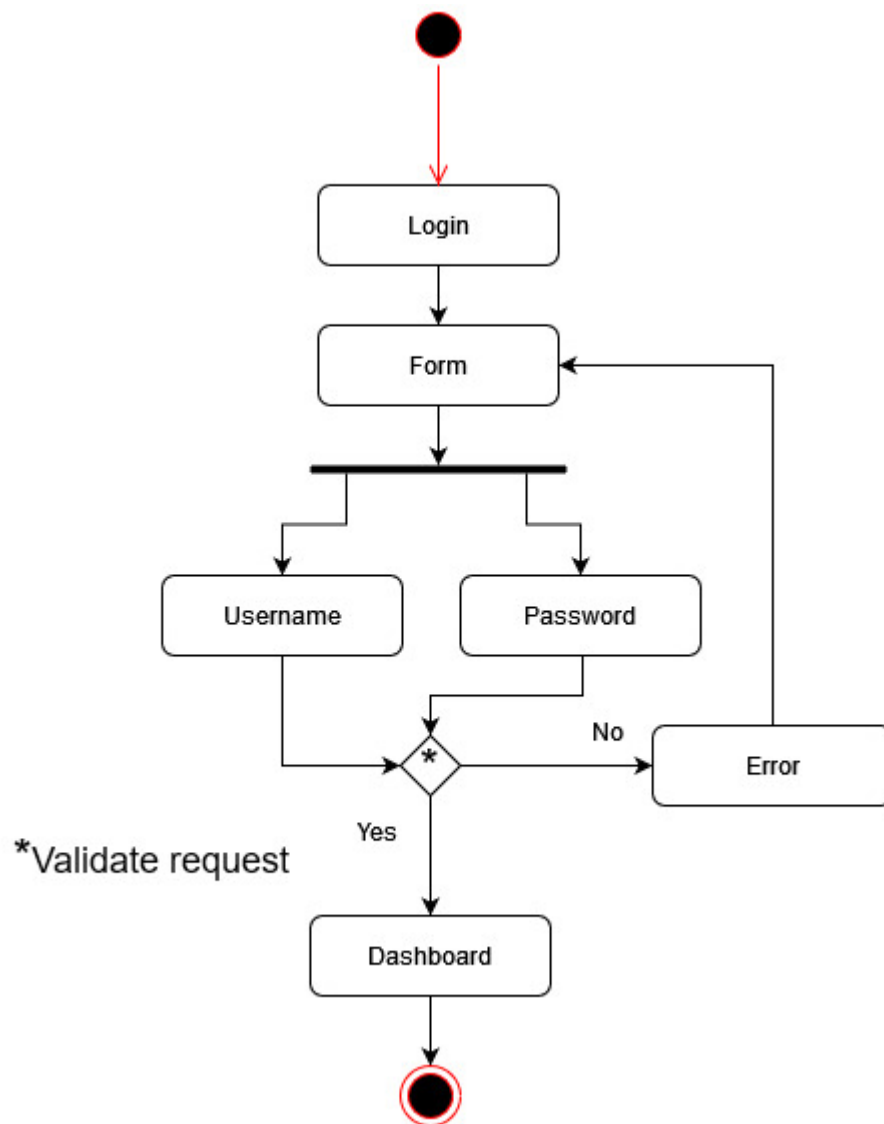 Login
Form
Username
Password
*
No
Error
Yes
*Validate request
Dashboard